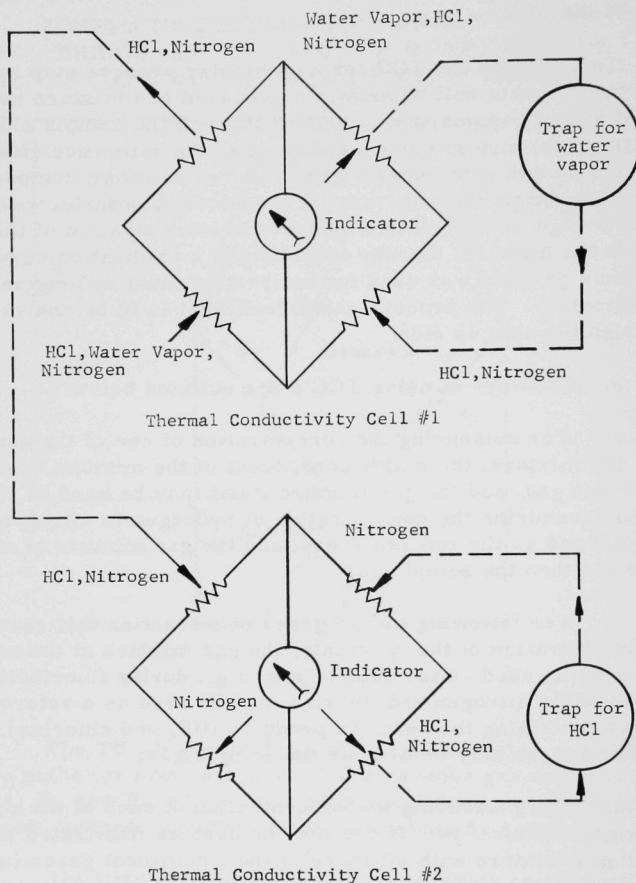 Water Vapor,HCl,
Nitrogen
HCl,Nitrogen
Trap for
water
vapor
Indicator
HCl,Water Vapor,
Nitrogen
HCl,Nitrogen
Thermal Conductivity Cell #1
Nitrogen
HCl,Nitrogen
Indicator
Nitrogen
HCl,
Nitrogen
Trap for
HCl
Thermal Conductivity Cell #2